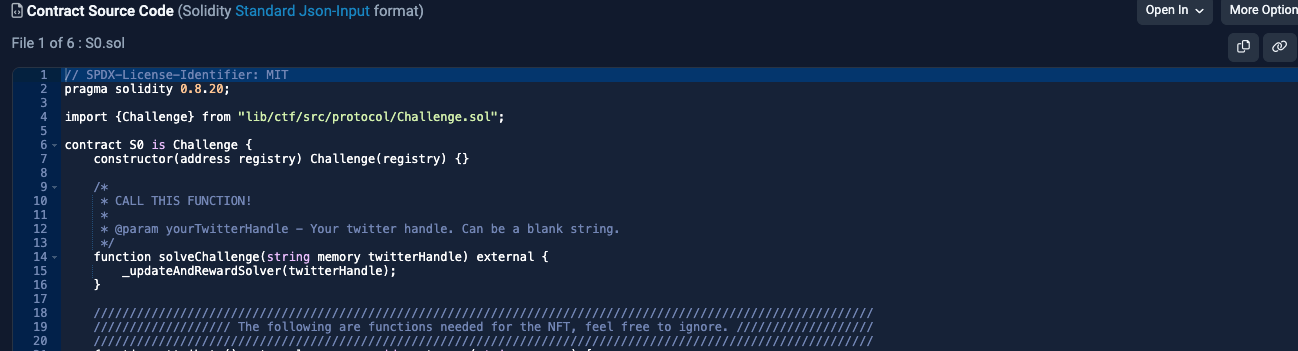 Contract Source Code (Solidity Standard Json-Input format)
Open In
More Option
File 1 of 6 : S0.sol
1 // SPDX-License-Identifier: MIT
2 pragma solidity 0.8.20;
3
4 import {Challenge} from "lib/ctf/src/protocol/Challenge.sol";
5
6 contract S0 is Challenge {
7 constructor(address registry) Challenge(registry) {}
8
9 /*
10 * CALL THIS FUNCTION!
11 *
12 * @param yourTwitterHandle - Your twitter handle. Can be a blank string.
13 */
14 function solveChallenge(string memory twitterHandle) external {
15 _updateAndRewardSolver(twitterHandle);
16 }
17
18 ////////////////////////////////////////////////////////////////////////////////////////////////////////////
19 /////////////////// The following are functions needed for the NFT, feel free to ignore. ///////////////////
20 ////////////////////////////////////////////////////////////////////////////////////////////////////////////